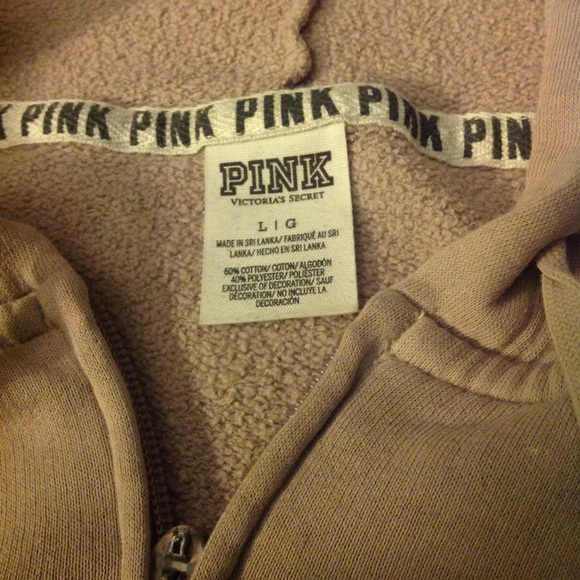 PINK PINK PINK PINK PIN
PINK
VICTORIA'S SECRET
L | G
MADE IN SRI LANKA/ FABRIQUÉ AU SRI
LANKA/ HECHO EN SRI LANKA
60% COTTON/ COTON/ ALGODÓN
40% POLYESTER/ POLIESTER
EXCLUSIVE OF DECORATION/ SAUF
DÉCORATION/ NO INCLUYE LA
DECORACIÓN